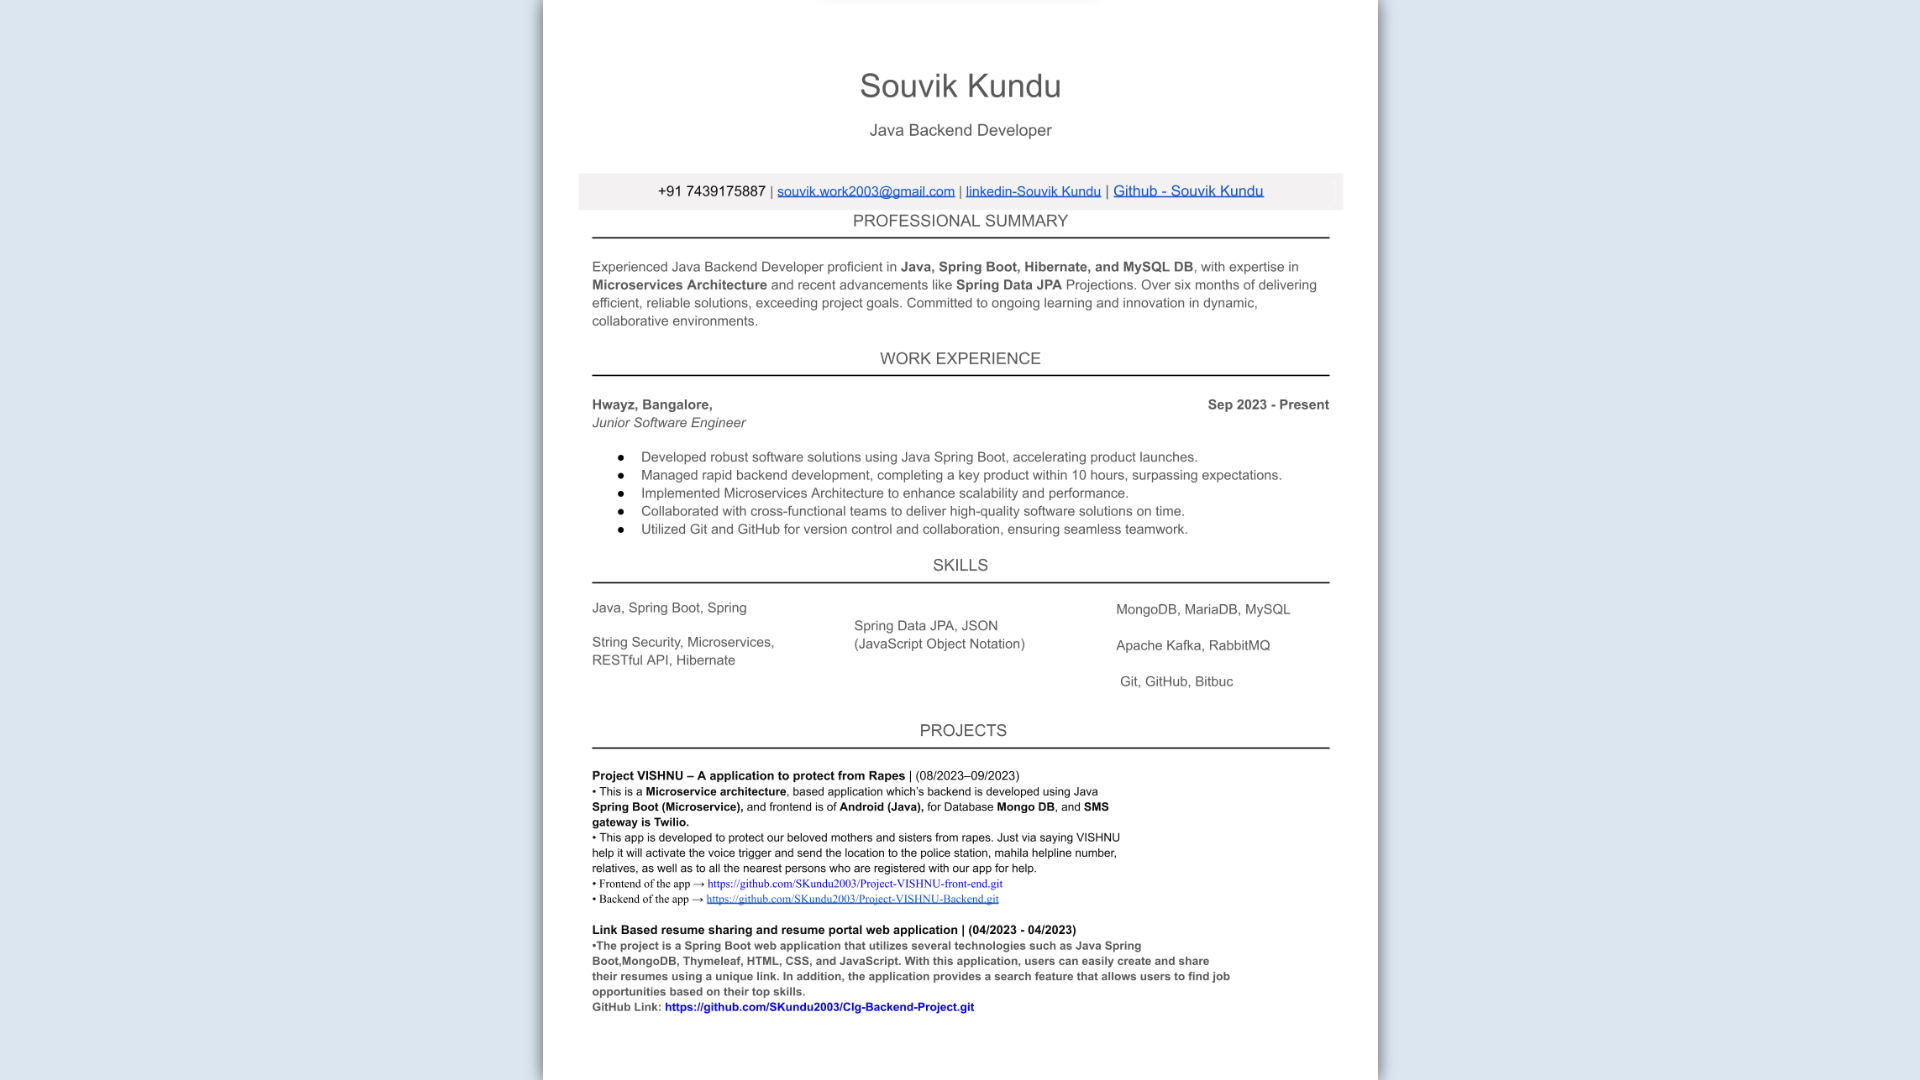 Souvik Kundu
Java Backend Developer
+91 7439175887 | souvik.work2003@gmail.com | linkedin-Souvik Kundu | Github - Souvik Kundu
PROFESSIONAL SUMMARY
Experienced Java Backend Developer proficient in Java, Spring Boot, Hibernate, and MySQL DB, with expertise in
Microservices Architecture and recent advancements like Spring Data JPA Projections. Over six months of delivering
efficient, reliable solutions, exceeding project goals. Committed to ongoing learning and innovation in dynamic,
collaborative environments.
WORK EXPERIENCE
Hwayz, Bangalore, Sep 2023 - Present
Junior Software Engineer
● Developed robust software solutions using Java Spring Boot, accelerating product launches.
● Managed rapid backend development, completing a key product within 10 hours, surpassing expectations.
● Implemented Microservices Architecture to enhance scalability and performance.
● Collaborated with cross-functional teams to deliver high-quality software solutions on time.
● Utilized Git and GitHub for version control and collaboration, ensuring seamless teamwork.
SKILLS
Java, Spring Boot, Spring
String Security, Microservices,
RESTful API, Hibernate
Spring Data JPA, JSON
(JavaScript Object Notation)
MongoDB, MariaDB, MySQL
Apache Kafka, RabbitMQ
Git, GitHub, Bitbuc
PROJECTS
Project VISHNU – A application to protect from Rapes | (08/2023–09/2023)
• This is a Microservice architecture, based application which's backend is developed using Java
Spring Boot (Microservice), and frontend is of Android (Java), for Database Mongo DB, and SMS
gateway is Twilio.
• This app is developed to protect our beloved mothers and sisters from rapes. Just via saying VISHNU
help it will activate the voice trigger and send the location to the police station, mahila helpline number,
relatives, as well as to all the nearest persons who are registered with our app for help.
• Frontend of the app → https://github.com/SKundu2003/Project-VISHNU-front-end.git
• Backend of the app → https://github.com/SKundu2003/Project-VISHNU-Backend.git
Link Based resume sharing and resume portal web application | (04/2023 - 04/2023)
•The project is a Spring Boot web application that utilizes several technologies such as Java Spring
Boot,MongoDB, Thymeleaf, HTML, CSS, and JavaScript. With this application, users can easily create and share
their resumes using a unique link. In addition, the application provides a search feature that allows users to find job
opportunities based on their top skills.
GitHub Link: https://github.com/SKundu2003/Clg-Backend-Project.git